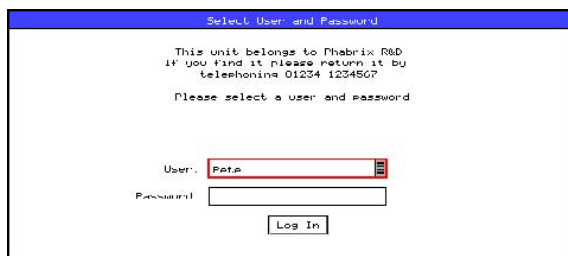 Select User and Password
This unit belongs to Phabrix R&D
If you find it please return it by
telephoning 01234 1234567
Please select a user and password
User: Pete
Password
Log In